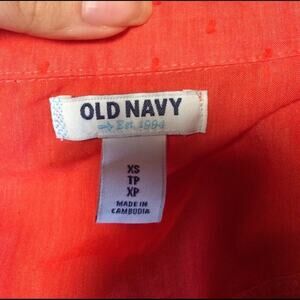 OLD NAVY
Est. 1994
XS
TP
XP
MADE IN
CAMBODIA